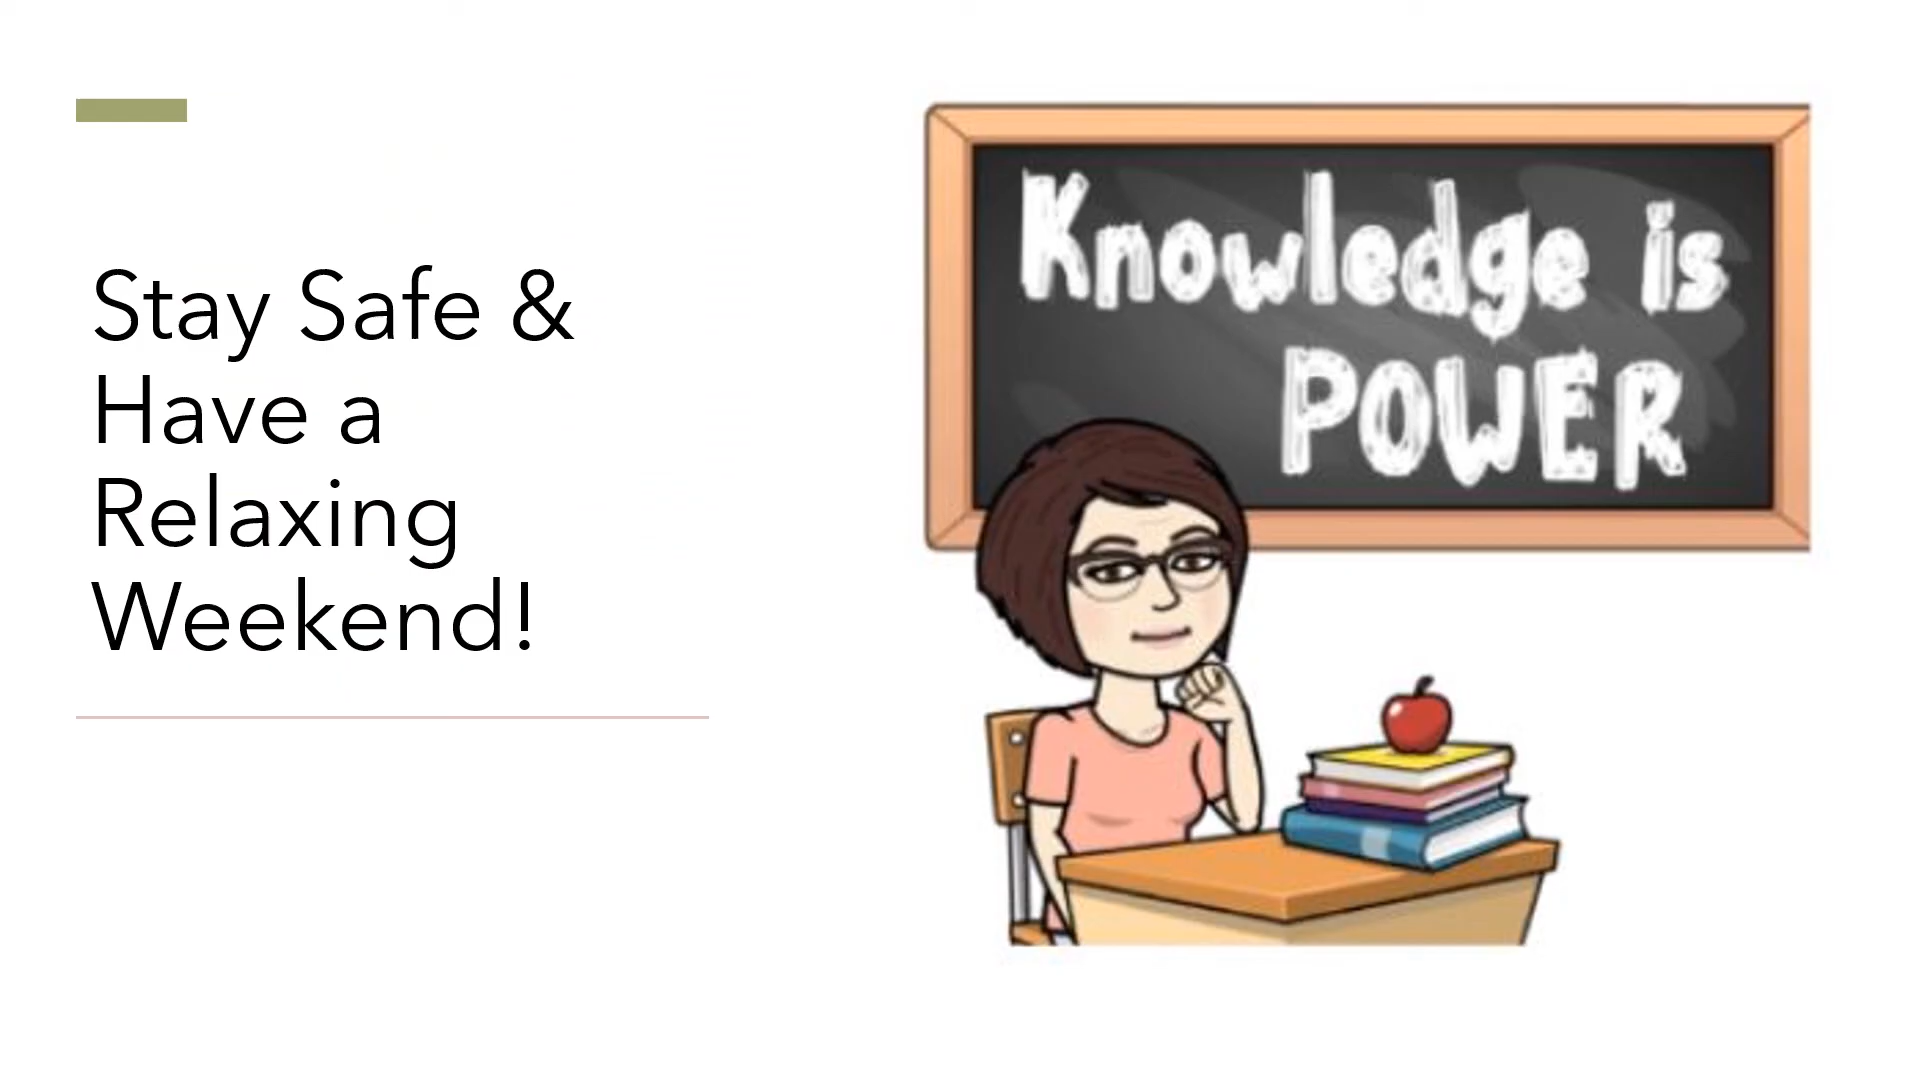 Stay Safe &
Have a
Relaxing
Weekend!
Knowledge is
POWER